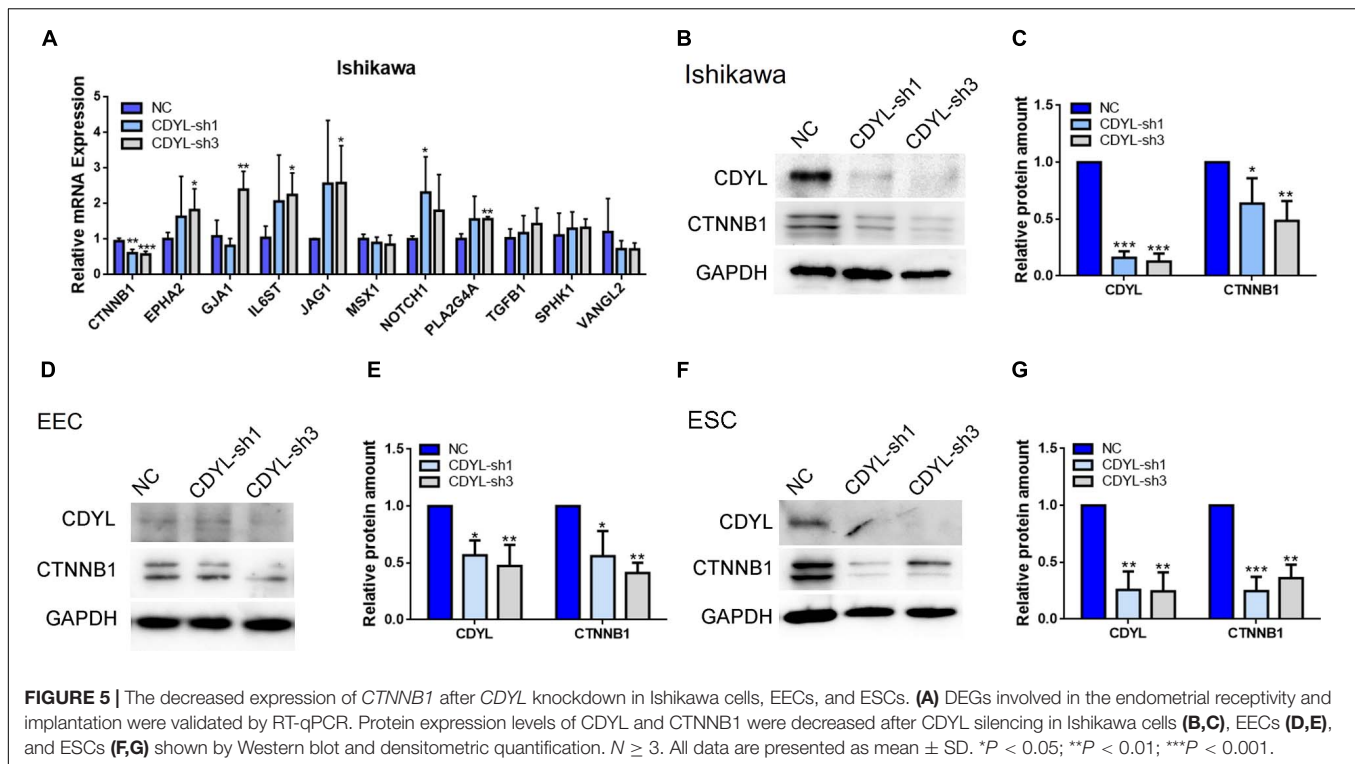 A
Ishikawa
Relative mRNA Expression
5
4
3
2
1
0
NC
CDYL-sh1
CDYL-sh3
** ***
*
**
*
*
*
**
CTNNB1
EPHA2
GJA1
IL6ST
JAG1
MSX1
NOTCH1
PLA2G4A
TGFB1
SPHK1
VANGL2
B
Ishikawa
NC
CDYL-sh1
CDYL-sh3
CDYL
CTNNB1
GAPDH
C
Relative protein amount
1.5
1.0
0.5
0.0
NC
CDYL-sh1
CDYL-sh3
*** ***
* **
CDYL
CTNNB1
D
EEC
NC
CDYL-sh1
CDYL-sh3
CDYL
CTNNB1
GAPDH
E
Relative protein amount
1.5
1.0
0.5
0.0
NC
CDYL-sh1
CDYL-sh3
* **
* **
CDYL
CTNNB1
F
ESC
NC
CDYL-sh1
CDYL-sh3
CDYL
CTNNB1
GAPDH
G
Relative protein amount
1.5
1.0
0.5
0.0
NC
CDYL-sh1
CDYL-sh3
** **
*** **
CDYL
CTNNB1
FIGURE 5 | The decreased expression of CTNNB1 after CDYL knockdown in Ishikawa cells, EECs, and ESCs. (A) DEGs involved in the endometrial receptivity and
implantation were validated by RT-qPCR. Protein expression levels of CDYL and CTNNB1 were decreased after CDYL silencing in Ishikawa cells (B,C), EECs (D,E),
and ESCs (F,G) shown by Western blot and densitometric quantification. N ≥ 3. All data are presented as mean ± SD. *P < 0.05; **P < 0.01; ***P < 0.001.